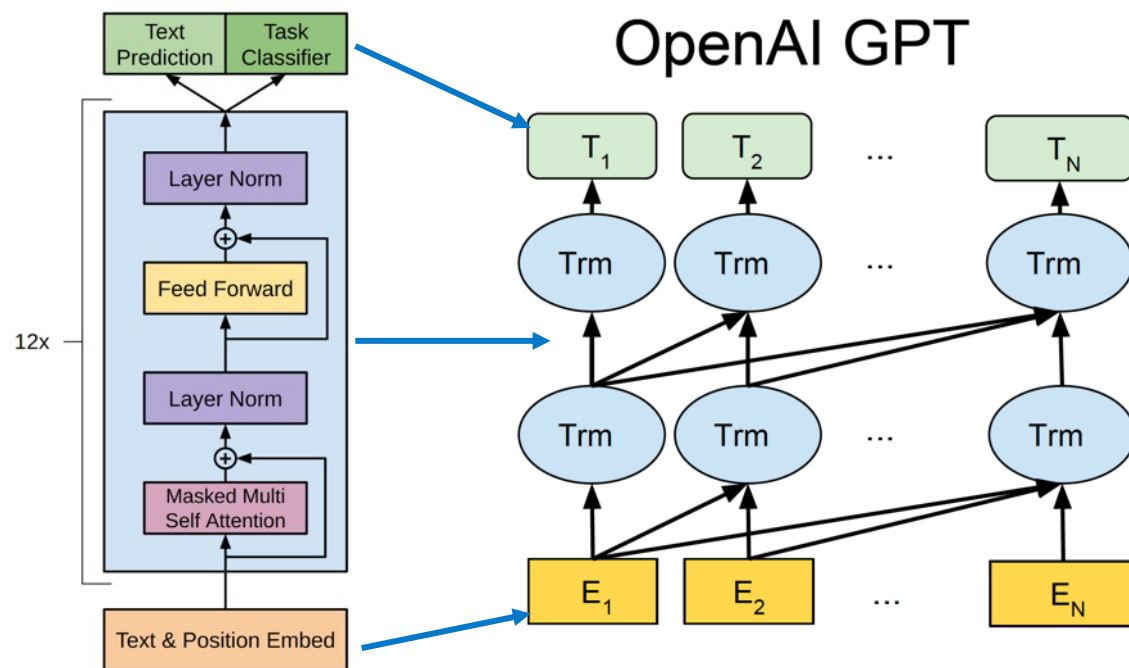 Text
Prediction
Task
Classifier
OpenAI GPT
Layer Norm
+
Feed Forward
12x
Layer Norm
+
Masked Multi
Self Attention
Text & Position Embed
T1 T2 ... TN
Trm Trm ... Trm
Trm Trm ... Trm
E1 E2 ... EN